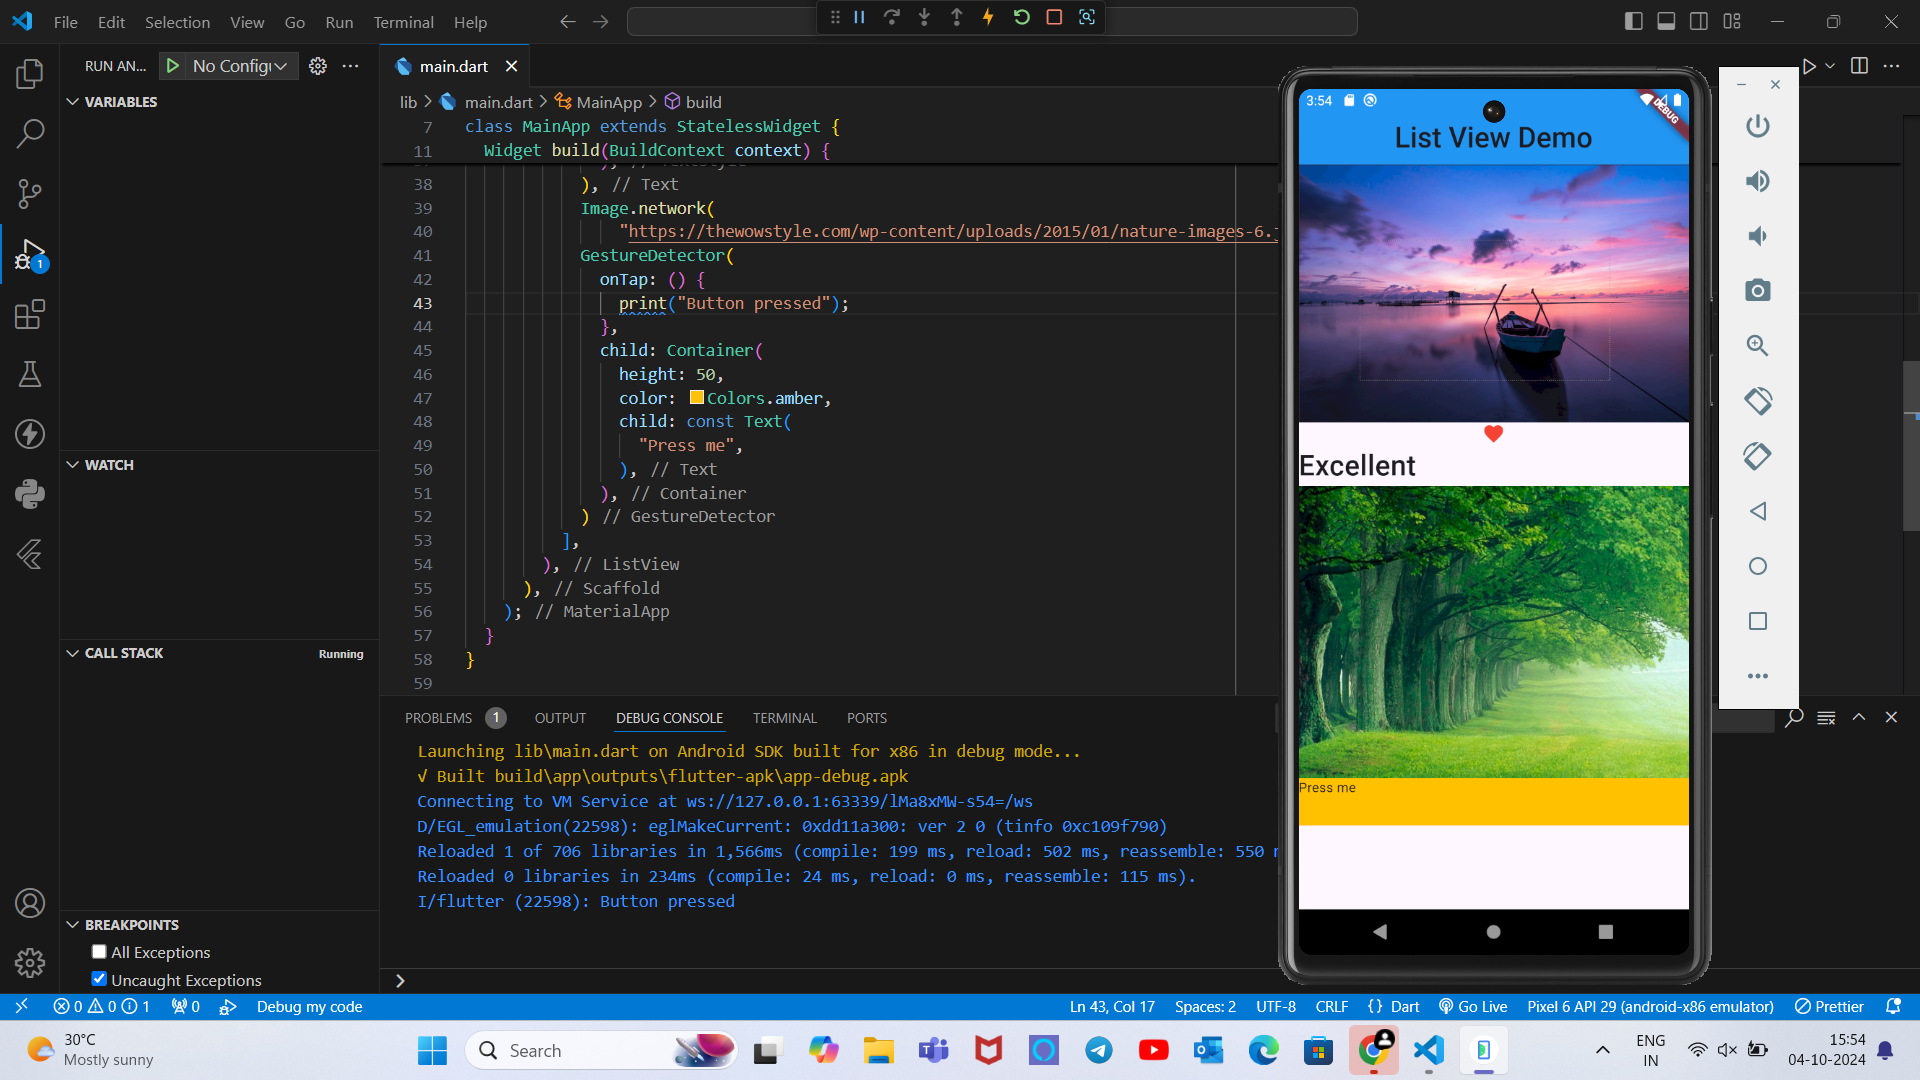 File Edit Selection View Go Run Terminal Help
RUN AN... No Config
main.dart
VARIABLES
lib > main.dart > MainApp > build
7 class MainApp extends StatelessWidget {
11 Widget build(BuildContext context) {
38 ), // Text
39 Image.network(
40 "https://thewowstyle.com/wp-content/uploads/2015/01/nature-images-6.
41 GestureDetector(
42 onTap: () {
43 print("Button pressed");
44 },
45 child: Container(
46 height: 50,
47 color: Colors.amber,
48 child: const Text(
49 "Press me",
50 ), // Text
51 ), // Container
52 ) // GestureDetector
53 ],
54 ), // ListView
55 ), // Scaffold
56 ); // MaterialApp
57 }
58 }
59
WATCH
CALL STACK Running
BREAKPOINTS
All Exceptions
Uncaught Exceptions
PROBLEMS 1 OUTPUT DEBUG CONSOLE TERMINAL PORTS
Launching lib\main.dart on Android SDK built for x86 in debug mode...
√ Built build\app\outputs\flutter-apk\app-debug.apk
Connecting to VM Service at ws://127.0.0.1:63339/lMa8xMW-s54=/ws
D/EGL_emulation(22598): eglMakeCurrent: 0xdd11a300: ver 2 0 (tinfo 0xc109f790)
Reloaded 1 of 706 libraries in 1,566ms (compile: 199 ms, reload: 502 ms, reassemble: 550
Reloaded 0 libraries in 234ms (compile: 24 ms, reload: 0 ms, reassemble: 115 ms).
I/flutter (22598): Button pressed
3:54
DEBUG
List View Demo
Excellent
Press me
0 0 1 0 Debug my code Ln 43, Col 17 Spaces: 2 UTF-8 CRLF {} Dart Go Live Pixel 6 API 29 (android-x86 emulator) Prettier
30°C
Mostly sunny
Search
ENG
IN
15:54
04-10-2024